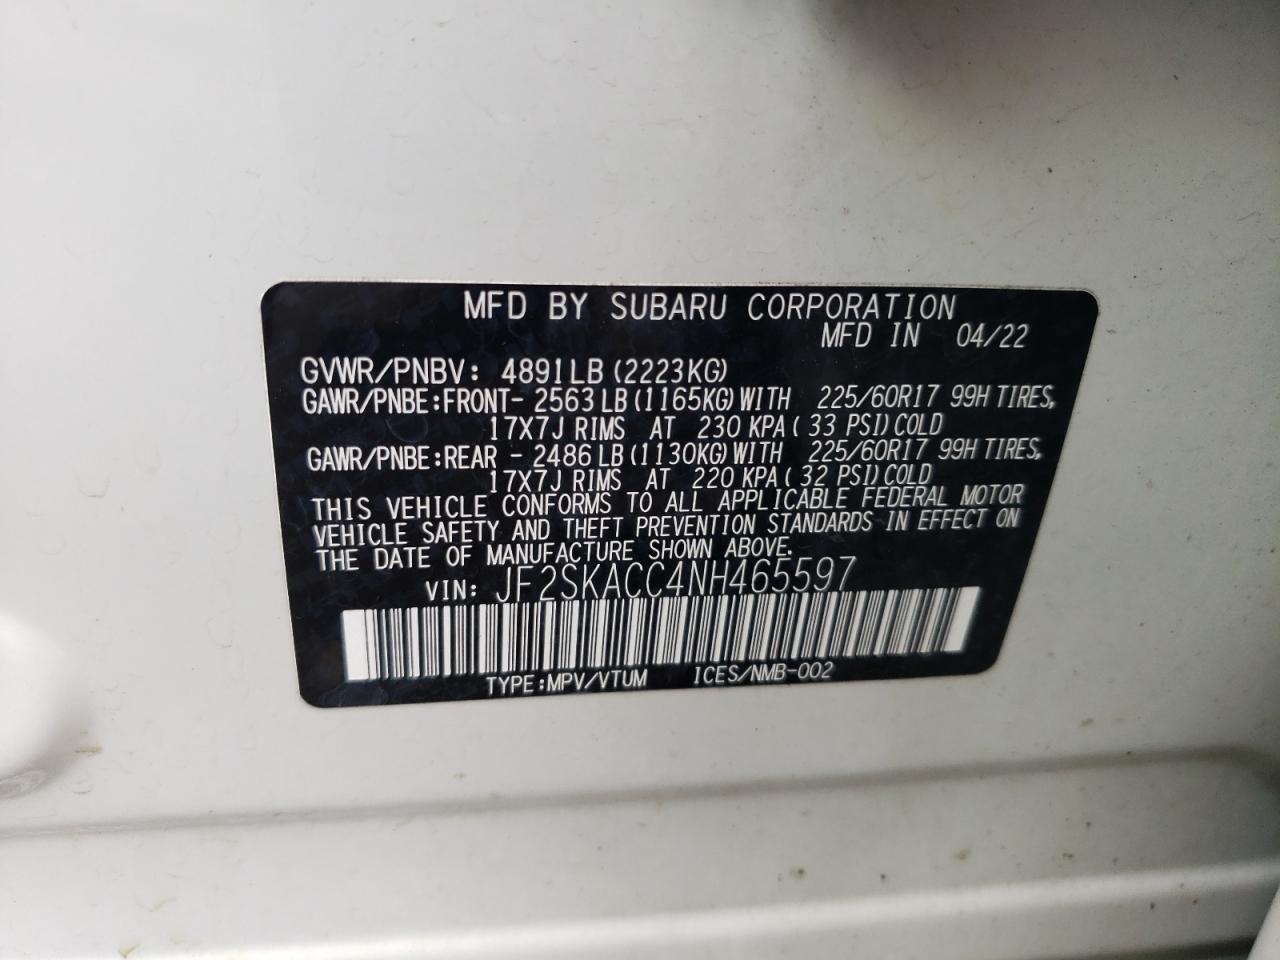 MFD BY SUBARU CORPORATION
MFD IN 04/22
GVWR/PNBV: 4891LB (2223KG)
GAWR/PNBE:FRONT- 2563 LB (1165KG) WITH 225/60R17 99H TIRES,
17X7J RIMS AT 230 KPA ( 33 PSI) COLD
GAWR/PNBE:REAR - 2486 LB (1130KG) WITH 225/60R17 99H TIRES,
17X7J RIMS AT 220 KPA ( 32 PSI) COLD
THIS VEHICLE CONFORMS TO ALL APPLICABLE FEDERAL MOTOR
VEHICLE SAFETY AND THEFT PREVENTION STANDARDS IN EFFECT ON
THE DATE OF MANUFACTURE SHOWN ABOVE.
VIN: JF2SKACC4NH465597
TYPE:MPV/VTUM ICES/NMB-002